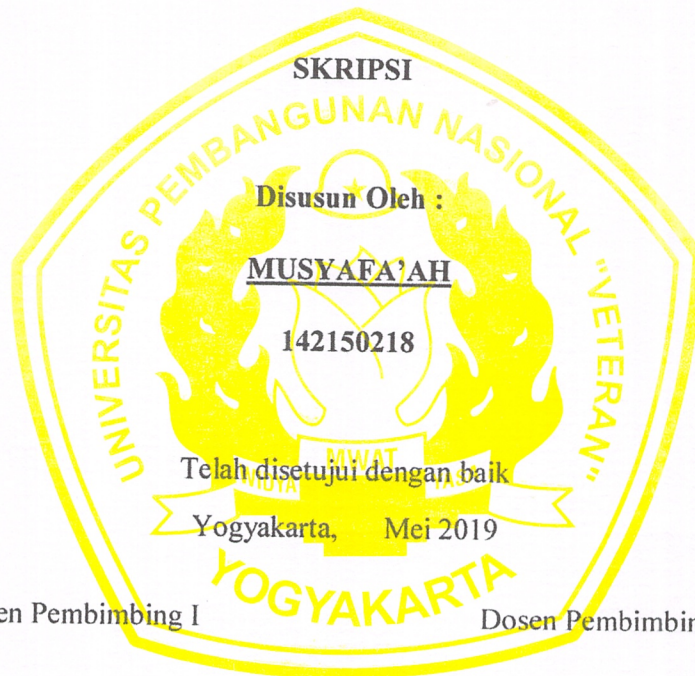 SKRIPSI
UNIVERSITAS PEMBANGUNAN NASIONAL "VETERAN"
Disusun Oleh :
MUSYAFA'AH
142150218
MWAT
Telah disetujui dengan baik
Yogyakarta, Mei 2019
YOGYAKARTA
en Pembimbing I Dosen Pembimbin